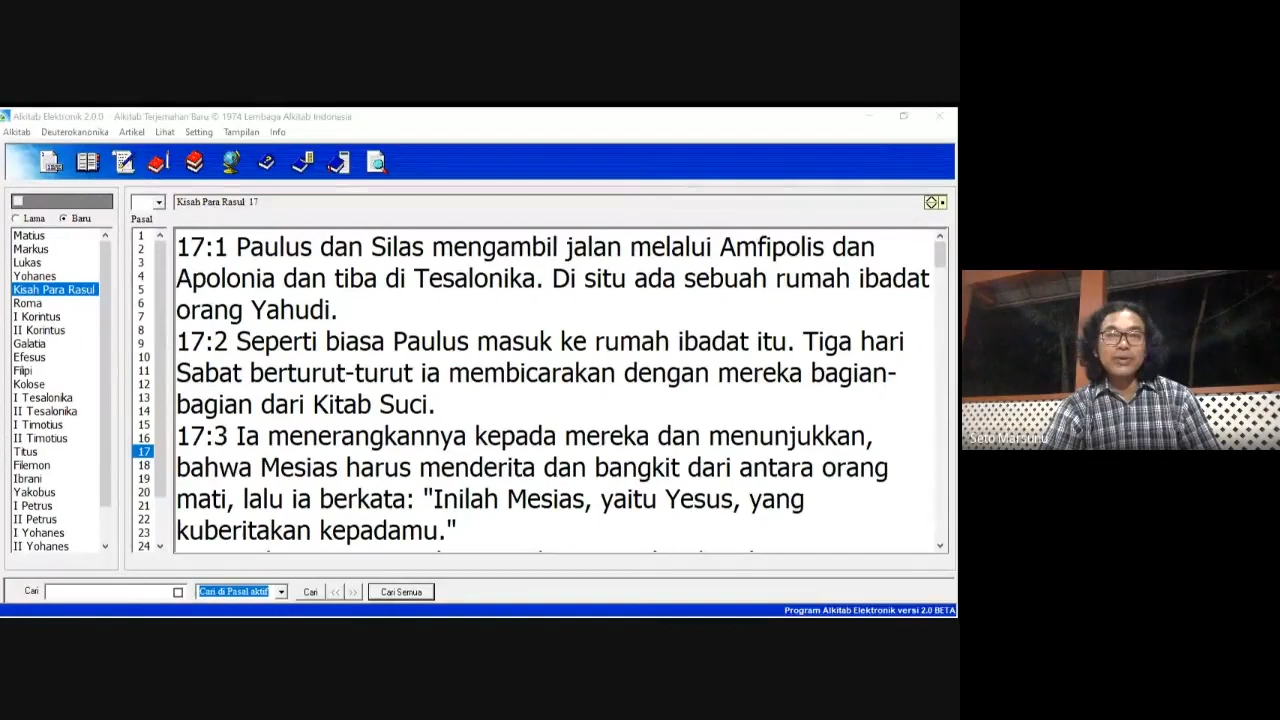 Alkitab Elektronik 2.0.0 - Alkitab Terjemahan Baru © 1974 Lembaga Alkitab Indonesia
Alkitab Deuterokanonika Artikel Lihat Setting Tampilan Info
Kisah Para Rasul 17
Lama Baru
Pasal
Matius
Markus
Lukas
Yohanes
Kisah Para Rasul
Roma
I Korintus
II Korintus
Galatia
Efesus
Filipi
Kolose
I Tesalonika
II Tesalonika
I Timotius
II Timotius
Titus
Filemon
Ibrani
Yakobus
I Petrus
II Petrus
I Yohanes
II Yohanes
1
2
3
4
5
6
7
8
9
10
11
12
13
14
15
16
17
18
19
20
21
22
23
24
17:1 Paulus dan Silas mengambil jalan melalui Amfipolis dan
Apolonia dan tiba di Tesalonika. Di situ ada sebuah rumah ibadat
orang Yahudi.
17:2 Seperti biasa Paulus masuk ke rumah ibadat itu. Tiga hari
Sabat berturut-turut ia membicarakan dengan mereka bagian-
bagian dari Kitab Suci.
17:3 Ia menerangkannya kepada mereka dan menunjukkan,
bahwa Mesias harus menderita dan bangkit dari antara orang
mati, lalu ia berkata: "Inilah Mesias, yaitu Yesus, yang
kuberitakan kepadamu."
Cari Cari di Pasal aktif Cari << >> Cari Semua
Program Alkitab Elektronik versi 2.0 BETA
Seto Marsunu